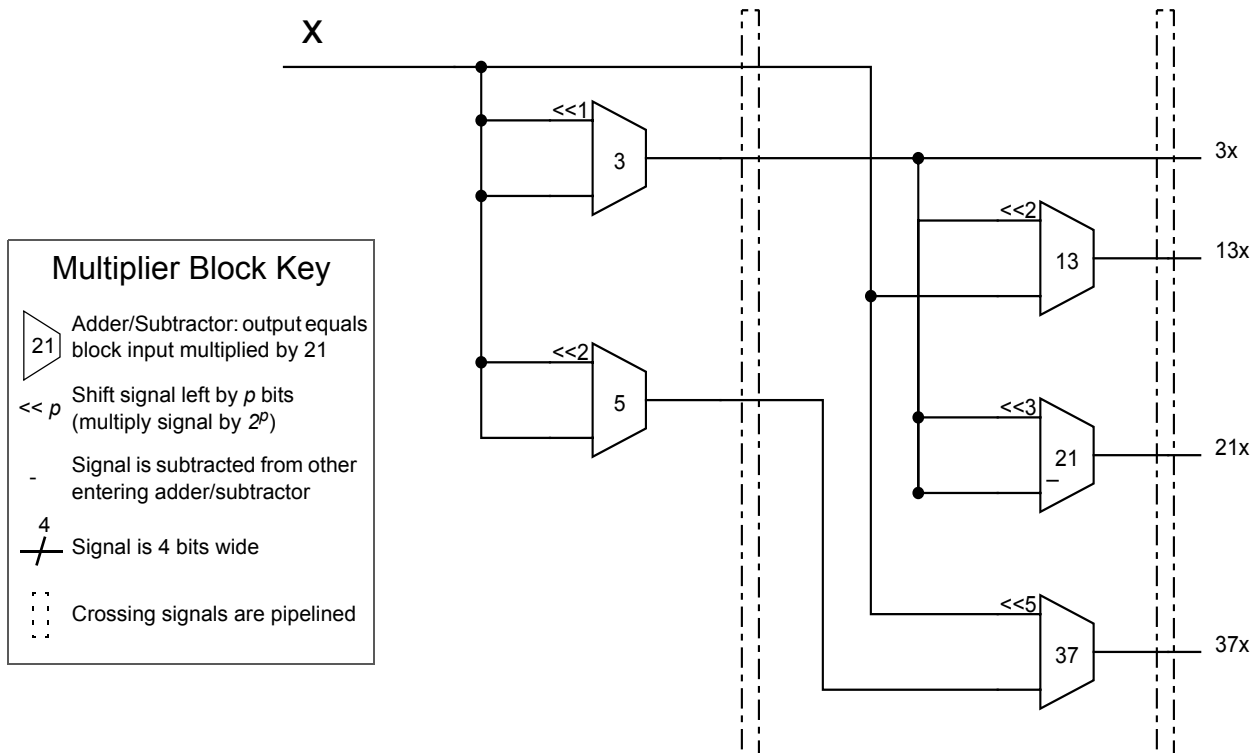 X
<<1
3
<<2
5
3x
<<2
13
13x
<<3
21
–
21x
<<5
37
37x
Multiplier Block Key
21
Adder/Subtractor: output equals
block input multiplied by 21
<< p
Shift signal left by p bits
(multiply signal by 2^p)
-
Signal is subtracted from other
entering adder/subtractor
4
Signal is 4 bits wide
Crossing signals are pipelined